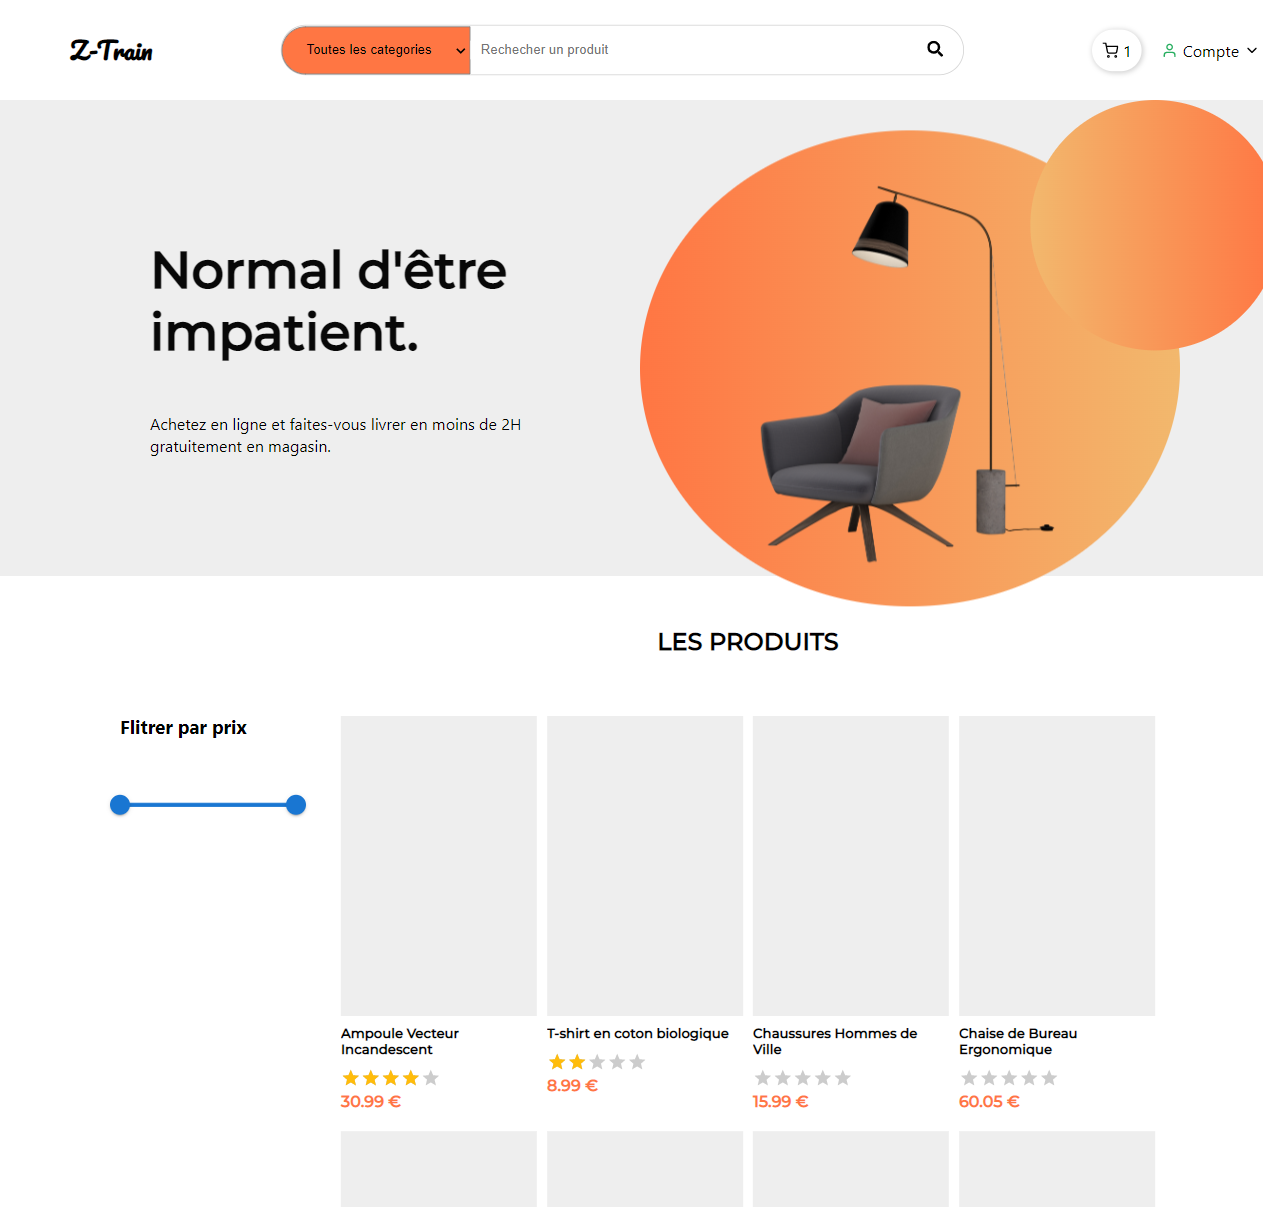 Z-Train
Toutes les categories
Rechecher un produit
1
Compte
Normal d'être
impatient.
Achetez en ligne et faites-vous livrer en moins de 2H
gratuitement en magasin.
LES PRODUITS
Flitrer par prix
Ampoule Vecteur
Incandescent
30.99 €
T-shirt en coton biologique
8.99 €
Chaussures Hommes de
Ville
15.99 €
Chaise de Bureau
Ergonomique
60.05 €